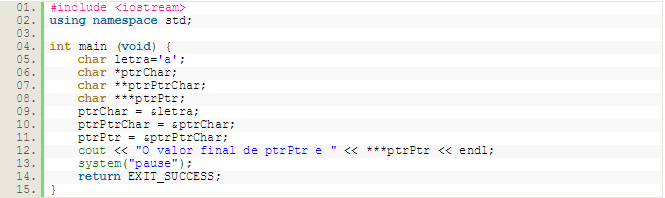 01. #include <iostream>
02. using namespace std;
03.
04. int main (void) {
05. char letra='a';
06. char *ptrChar;
07. char **ptrPtrChar;
08. char ***ptrPtr;
09. ptrChar = &letra;
10. ptrPtrChar = &ptrChar;
11. ptrPtr = &ptrPtrChar;
12. cout << "O valor final de ptrPtr e " << ***ptrPtr << endl;
13. system("pause");
14. return EXIT_SUCCESS;
15. }